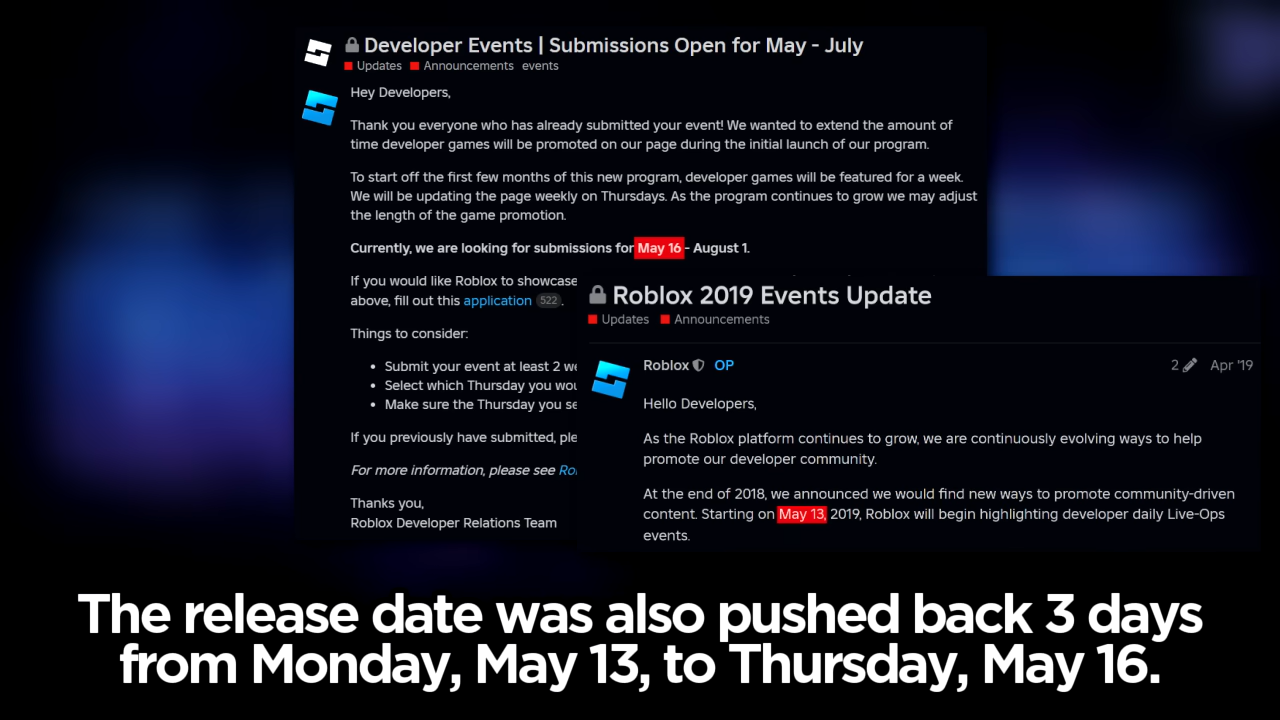 Developer Events | Submissions Open for May - July
Updates Announcements events
Hey Developers,
Thank you everyone who has already submitted your event! We wanted to extend the amount of
time developer games will be promoted on our page during the initial launch of our program.
To start off the first few months of this new program, developer games will be featured for a week.
We will be updating the page weekly on Thursdays. As the program continues to grow we may adjust
the length of the game promotion.
Currently, we are looking for submissions for May 16 - August 1.
If you would like Roblox to showcase
above, fill out this application 522.
Things to consider:
• Submit your event at least 2 we
• Select which Thursday you wou
• Make sure the Thursday you se
If you previously have submitted, ple
For more information, please see Ro
Thanks you,
Roblox Developer Relations Team
Roblox 2019 Events Update
Updates Announcements
Roblox OP 2 Apr '19
Hello Developers,
As the Roblox platform continues to grow, we are continuously evolving ways to help
promote our developer community.
At the end of 2018, we announced we would find new ways to promote community-driven
content. Starting on May 13, 2019, Roblox will begin highlighting developer daily Live-Ops
events.
The release date was also pushed back 3 days
from Monday, May 13, to Thursday, May 16.